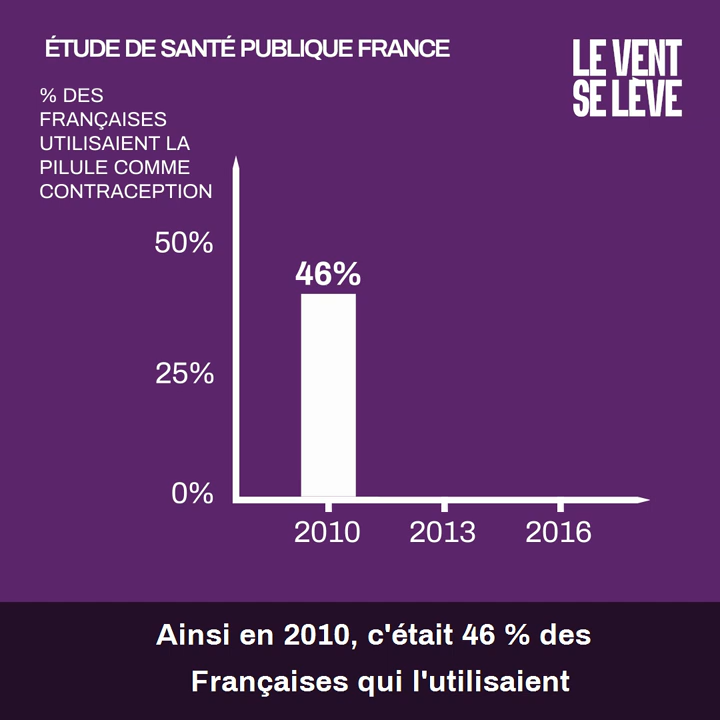 ÉTUDE DE SANTÉ PUBLIQUE FRANCE
LE VENT
SE LÈVE
% DES
FRANÇAISES
UTILISAIENT LA
PILULE COMME
CONTRACEPTION
50%
46%
25%
0%
2010 2013 2016
Ainsi en 2010, c'était 46 % des
Françaises qui l'utilisaient